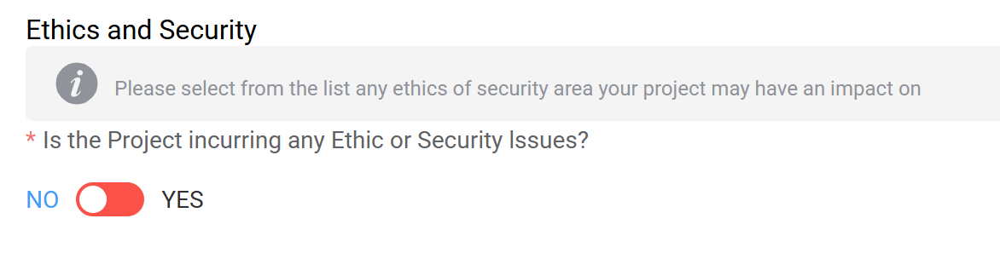 Ethics and Security
i Please select from the list any ethics of security area your project may have an impact on
* Is the Project incurring any Ethic or Security Issues?
NO YES